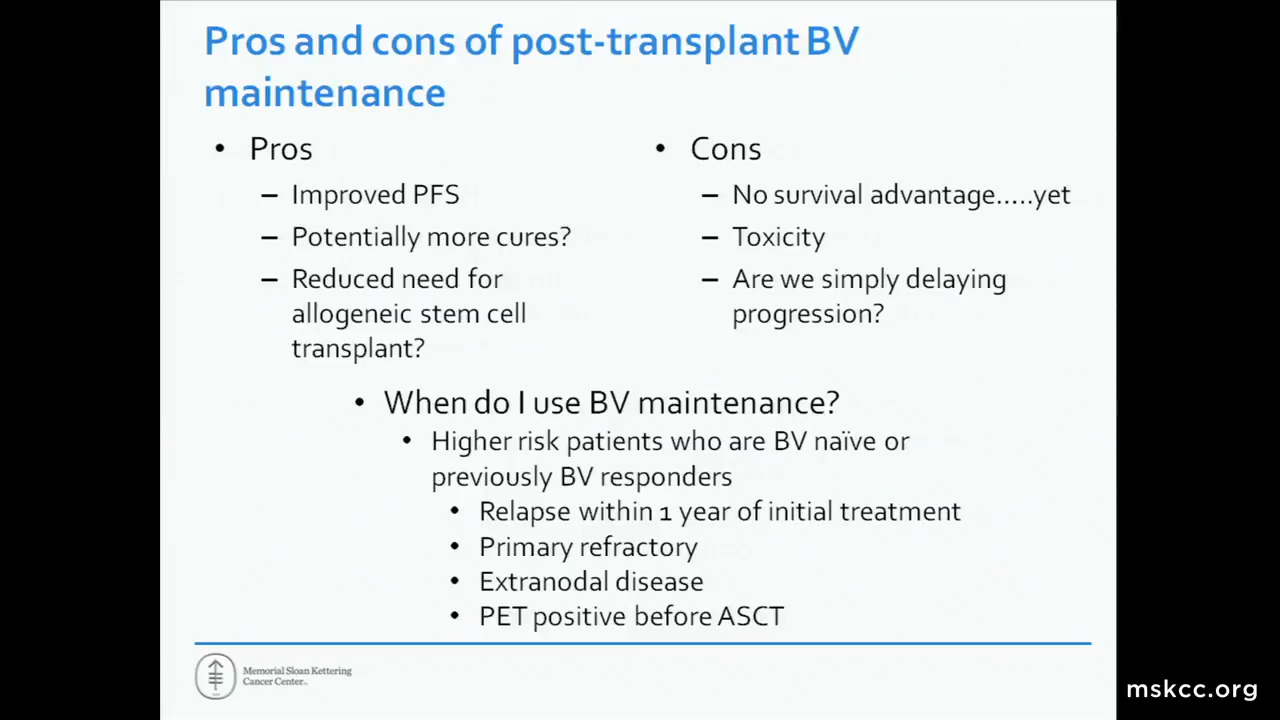 Pros and cons of post-transplant BV
maintenance
• Pros
– Improved PFS
– Potentially more cures?
– Reduced need for
allogeneic stem cell
transplant?
• Cons
– No survival advantage.....yet
– Toxicity
– Are we simply delaying
progression?
• When do I use BV maintenance?
• Higher risk patients who are BV naïve or
previously BV responders
• Relapse within 1 year of initial treatment
• Primary refractory
• Extranodal disease
• PET positive before ASCT
Memorial Sloan Kettering
Cancer Center
mskcc.org